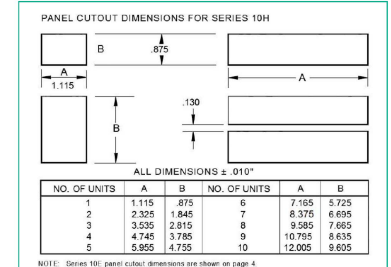 PANEL CUTOUT DIMENSIONS FOR SERIES 10H
B .875
A
1.115
A
B
.130
ALL DIMENSIONS ± .010"
NO. OF UNITS A B NO. OF UNITS A B
1 1.115 .875 6 7.165 5.725
2 2.325 1.845 7 8.375 6.695
3 3.535 2.815 8 9.585 7.665
4 4.745 3.785 9 10.795 8.635
5 5.955 4.755 10 12.005 9.605
NOTE: Series 10E panel cutout dimensions are shown on page 4